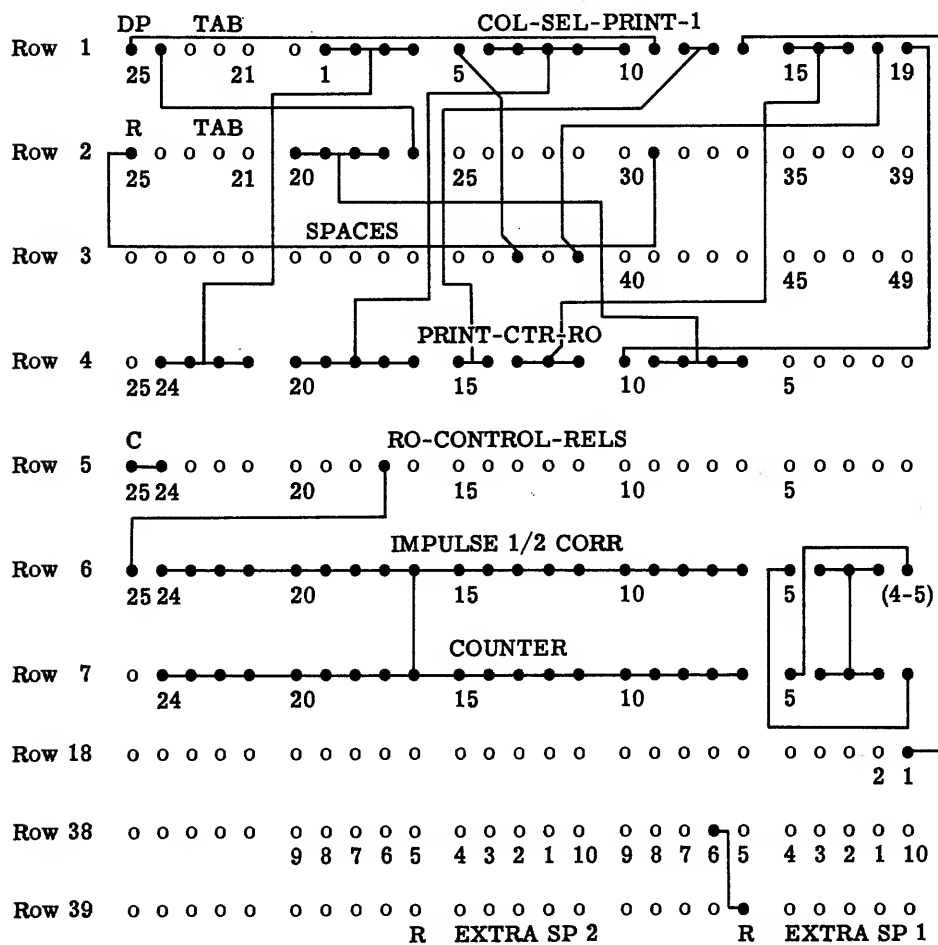 DP TAB COL-SEL-PRINT-1
Row 1
25 21 1 5 10 15 19
R TAB
Row 2
25 21 20 25 30 35 39
SPACES
Row 3
40 45 49
PRINT-CTR-RO
Row 4
25 24 20 15 10 5
C RO-CONTROL-RELS
Row 5
25 24 20 15 10 5
IMPULSE 1/2 CORR
Row 6
25 24 20 15 10 5 (4-5)
COUNTER
Row 7
24 20 15 10 5
Row 18
2 1
Row 38
9 8 7 6 5 4 3 2 1 10 9 8 7 6 5 4 3 2 1 10
Row 39
R EXTRA SP 2 R EXTRA SP 1